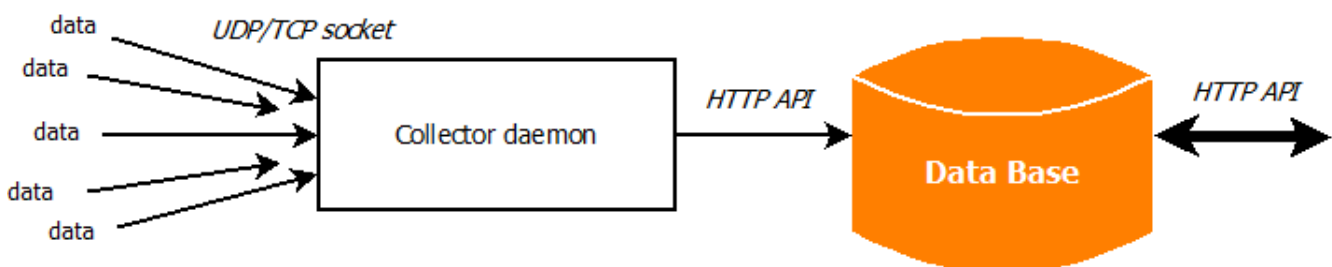 data
UDP/TCP socket
data
data
data
data
Collector daemon
HTTP API
Data Base
HTTP API